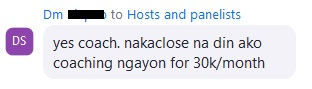 Dm to Hosts and panelists
DS
yes coach. nakaclose na din ako
coaching ngayon for 30k/month